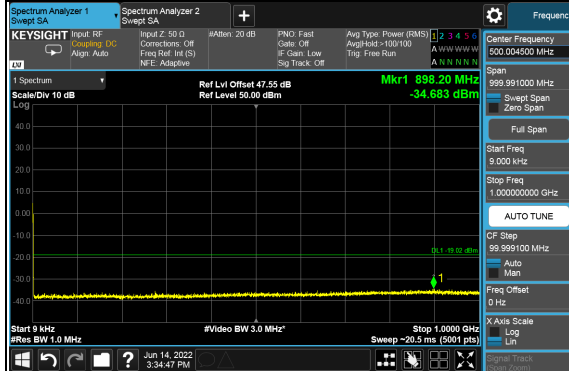 Spectrum Analyzer 1
Swept SA
Spectrum Analyzer 2
Swept SA
+
Frequenc
KEYSIGHT
Input: RF
Coupling: DC
Align: Auto
Input Z: 50 Ω
Corrections: Off
Freq Ref: Int (S)
NFE: Adaptive
#Atten: 20 dB
PNO: Fast
Gate: Off
IF Gain: Low
Sig Track: Off
Avg Type: Power (RMS)
Avg|Hold:>100/100
Trig: Free Run
1 2 3 4 5 6
A W W W W W
A N N N N N
LXI
1 Spectrum
Scale/Div 10 dB
Log
Ref Lvl Offset 47.55 dB
Ref Level 50.00 dBm
Mkr1 898.20 MHz
-34.683 dBm
40.0
30.0
20.0
10.0
0.00
-10.0
-20.0
-30.0
-40.0
DL1 -19.02 dBm
1
Start 9 kHz
#Res BW 1.0 MHz
#Video BW 3.0 MHz*
Stop 1.0000 GHz
Sweep ~20.5 ms (5001 pts)
Center Frequency
500.004500 MHz
Span
999.991000 MHz
Swept Span
Zero Span
Full Span
Start Freq
9.000 kHz
Stop Freq
1.000000000 GHz
AUTO TUNE
CF Step
99.999100 MHz
Auto
Man
Freq Offset
0 Hz
X Axis Scale
Log
Lin
Signal Track
(Span Zoom)
?
Jun 14, 2022
3:34:47 PM